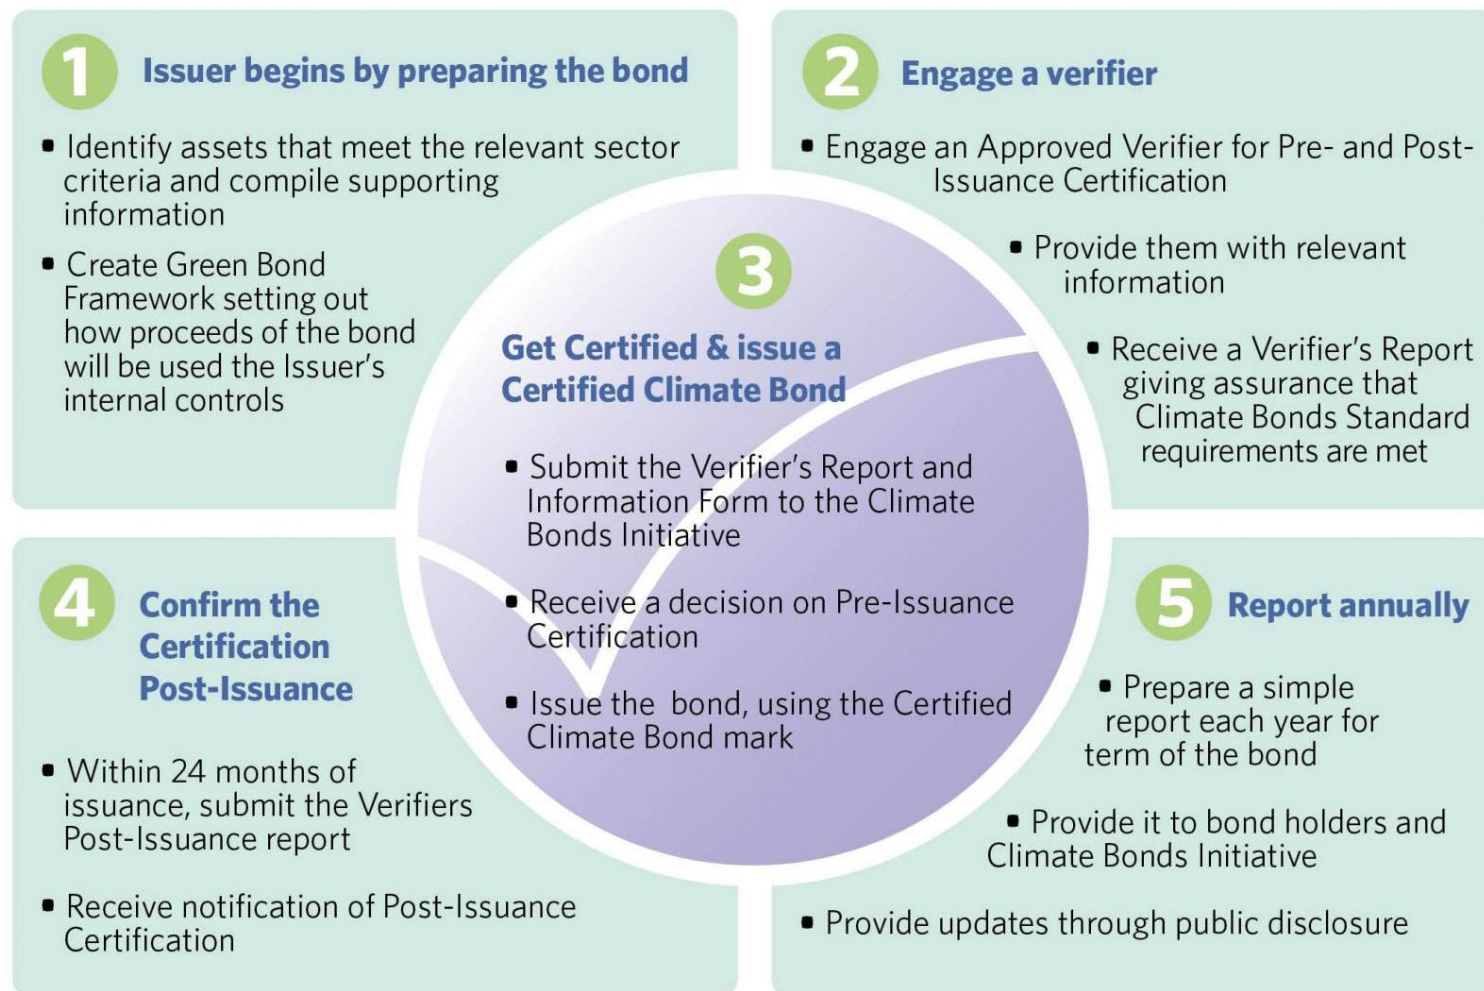 1 Issuer begins by preparing the bond
▪ Identify assets that meet the relevant sector
criteria and compile supporting
information
▪ Create Green Bond
Framework setting out
how proceeds of the bond
will be used the Issuer's
internal controls
2 Engage a verifier
▪ Engage an Approved Verifier for Pre- and Post-
Issuance Certification
▪ Provide them with relevant
information
▪ Receive a Verifier's Report
giving assurance that
Climate Bonds Standard
requirements are met
3
Get Certified & issue a
Certified Climate Bond
▪ Submit the Verifier's Report and
Information Form to the Climate
Bonds Initiative
▪ Receive a decision on Pre-Issuance
Certification
▪ Issue the  bond, using the Certified
Climate Bond mark
4 Confirm the
Certification
Post-Issuance
▪ Within 24 months of
issuance, submit the Verifiers
Post-Issuance report
▪ Receive notification of Post-Issuance
Certification
5 Report annually
▪ Prepare a simple
report each year for
term of the bond
▪ Provide it to bond holders and
Climate Bonds Initiative
▪ Provide updates through public disclosure